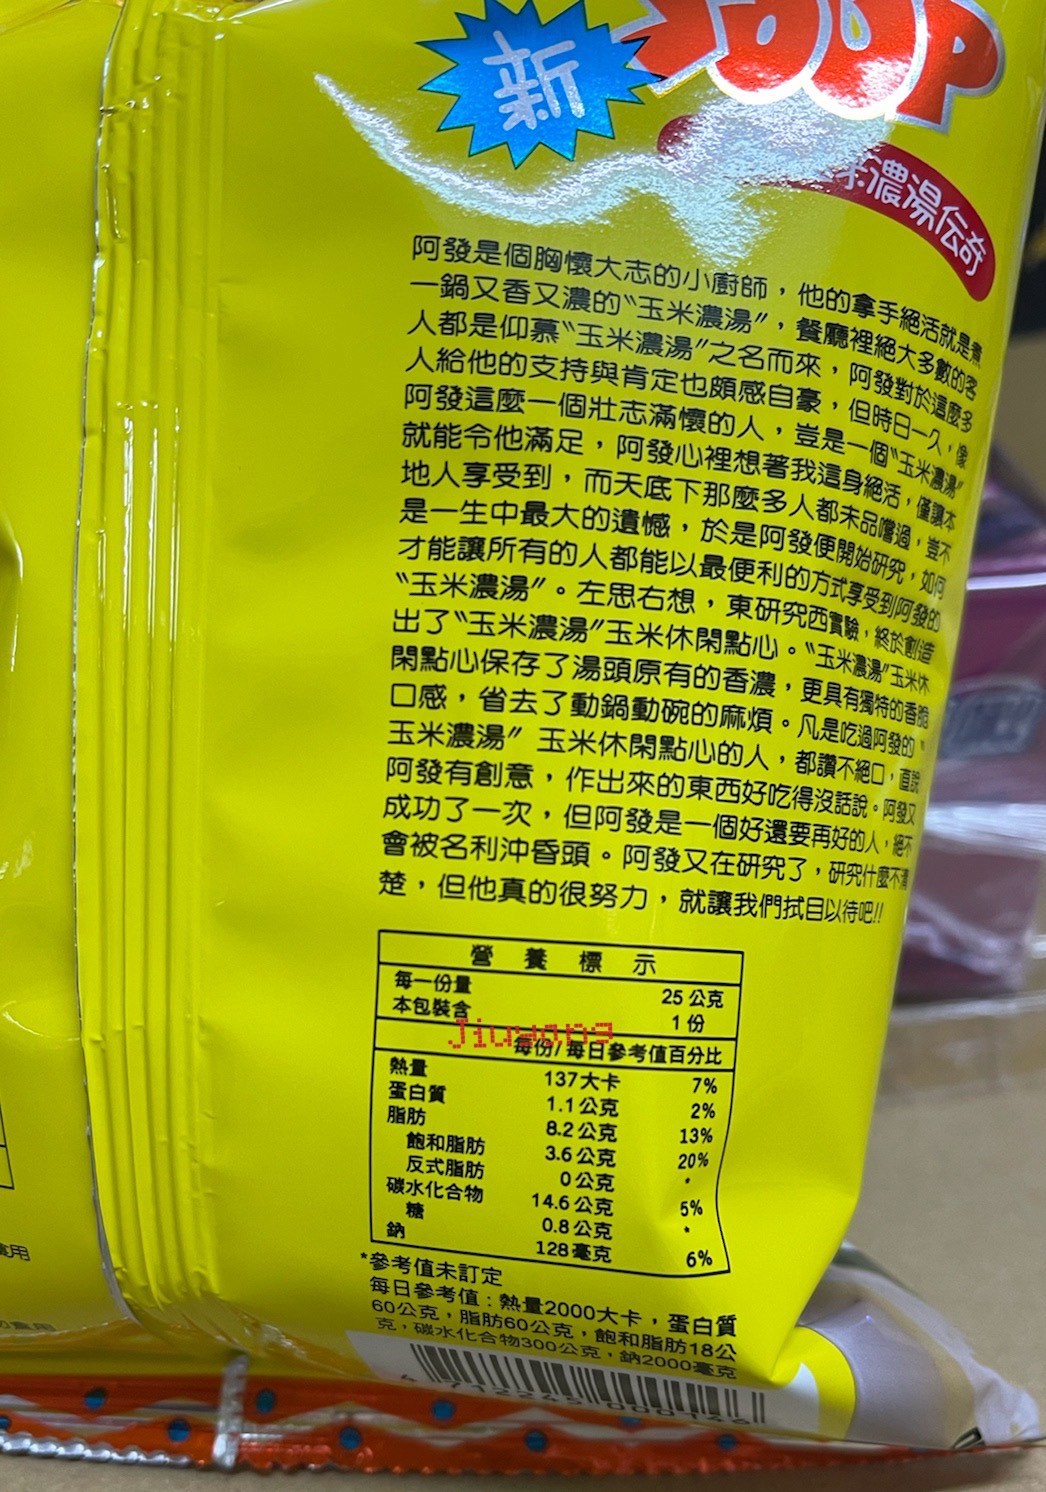 新
SOUP
濃湯伝奇
阿發是個胸懷大志的小廚師，他的拿手絕活就是煮
一鍋又香又濃的“玉米濃湯”，餐廳裡絕大多數的客
人都是仰慕“玉米濃湯”之名而來，阿發對於這麼多
人給他的支持與肯定也頗感自豪，但時日一久，像
阿發這麼一個壯志滿懷的人，豈是一個“玉米濃湯”
就能令他滿足，阿發心裡想著我這身絕活，僅讓本
地人享受到，而天底下那麼多人都未品嚐過，豈不
是一生中最大的遺憾，於是阿發便開始研究，如何
才能讓所有的人都能以最便利的方式享受到阿發的
“玉米濃湯”。左思右想，東研究西實驗，終於創造
出了“玉米濃湯”玉米休閒點心。“玉米濃湯”玉米休
閒點心保存了湯頭原有的香濃，更具有獨特的香脆
口感，省去了動鍋動碗的麻煩。凡是吃過阿發的“
玉米濃湯” 玉米休閒點心的人，都讚不絕口，直說
阿發有創意，作出來的東西好吃得沒話說。阿發又
成功了一次，但阿發是一個好還要再好的人，絕不
會被名利沖昏頭。阿發又在研究了，研究什麼不清
楚，但他真的很努力，就讓我們拭目以待吧!!
營養標示
每一份量 25公克
本包裝含 1份
Jiuwang
每份/每日參考值百分比
熱量 137大卡 7%
蛋白質 1.1公克 2%
脂肪 8.2公克 13%
飽和脂肪 3.6公克 20%
反式脂肪 0公克 *
碳水化合物 14.6公克 5%
糖 0.8公克 *
鈉 128毫克 6%
*參考值未訂定
每日參考值：熱量2000大卡，蛋白質
60公克，脂肪60公克，飽和脂肪18公
克，碳水化合物300公克，鈉2000毫克
食用